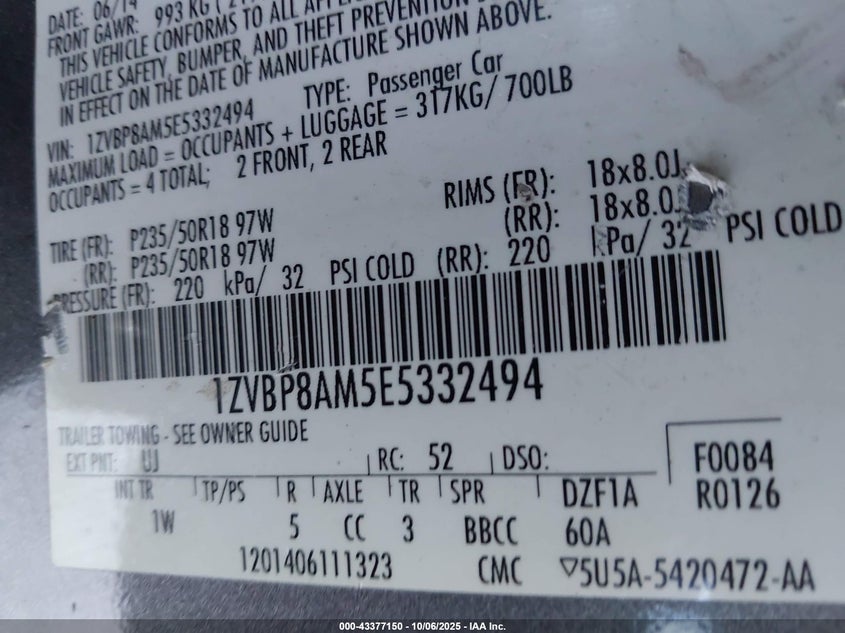 DATE: 06/14
FRONT GAWR: 993 KG
THIS VEHICLE CONFORMS TO ALL
VEHICLE SAFETY, BUMPER, AND THEFT PREVENTION
IN EFFECT ON THE DATE OF MANUFACTURE SHOWN ABOVE.
VIN: 1ZVBP8AM5E5332494 TYPE: Passenger Car
MAXIMUM LOAD = OCCUPANTS + LUGGAGE = 317KG/ 700LB
OCCUPANTS = 4 TOTAL; 2 FRONT, 2 REAR
TIRE (FR): P235/50R18 97W RIMS (FR): 18x8.0J
(RR): P235/50R18 97W (RR): 18x8.0J
PRESSURE (FR): 220 kPa/ 32 PSI COLD (RR): 220 kPa/ 32 PSI COLD
1ZVBP8AM5E5332494
TRAILER TOWING - SEE OWNER GUIDE
EXT PNT: UJ RC: 52 DSO: F0084
INT TR TP/PS R AXLE TR SPR DZF1A R0126
1W 5 CC 3 BBCC 60A
1201406111323 CMC ▽5U5A-5420472-AA
000-43377150 - 10/06/2025 - IAA Inc.